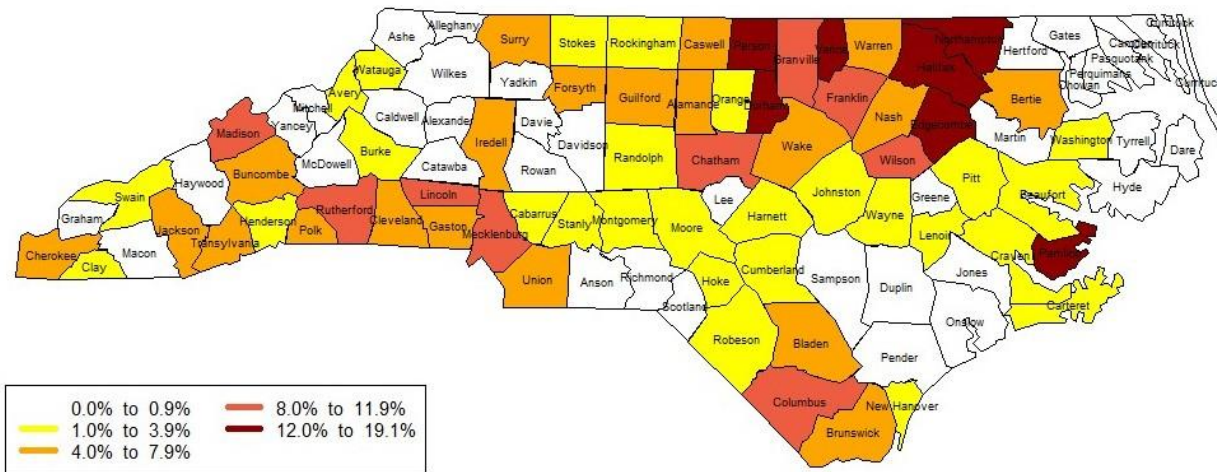 Alleghany
Ashe
Surry
Stokes
Rockingham
Caswell
Person
Granville
Vance
Warren
Northampton
Halifax
Hertford
Gates
Camden
Currituck
Pasquotank
Perquimans
Chowan
Watauga
Wilkes
Yadkin
Forsyth
Guilford
Alamance
Orange
Durham
Franklin
Nash
Edgecombe
Bertie
Avery
Mitchell
Yancey
Madison
Caldwell
Alexander
Iredell
Davie
Davidson
Randolph
Chatham
Wake
Wilson
Martin
Washington
Tyrrell
Dare
Buncombe
McDowell
Burke
Catawba
Rowan
Haywood
Swain
Graham
Rutherford
Lincoln
Lee
Johnston
Greene
Pitt
Beaufort
Hyde
Henderson
Polk
Cleveland
Gaston
Mecklenburg
Cabarrus
Stanly
Montgomery
Moore
Harnett
Wayne
Lenoir
Craven
Pamlico
Cherokee
Clay
Macon
Jackson
Transylvania
Union
Anson
Richmond
Scotland
Hoke
Cumberland
Sampson
Duplin
Jones
Carteret
Onslow
Robeson
Bladen
Pender
Columbus
New Hanover
Brunswick
0.0% to 0.9%
1.0% to 3.9%
4.0% to 7.9%
8.0% to 11.9%
12.0% to 19.1%